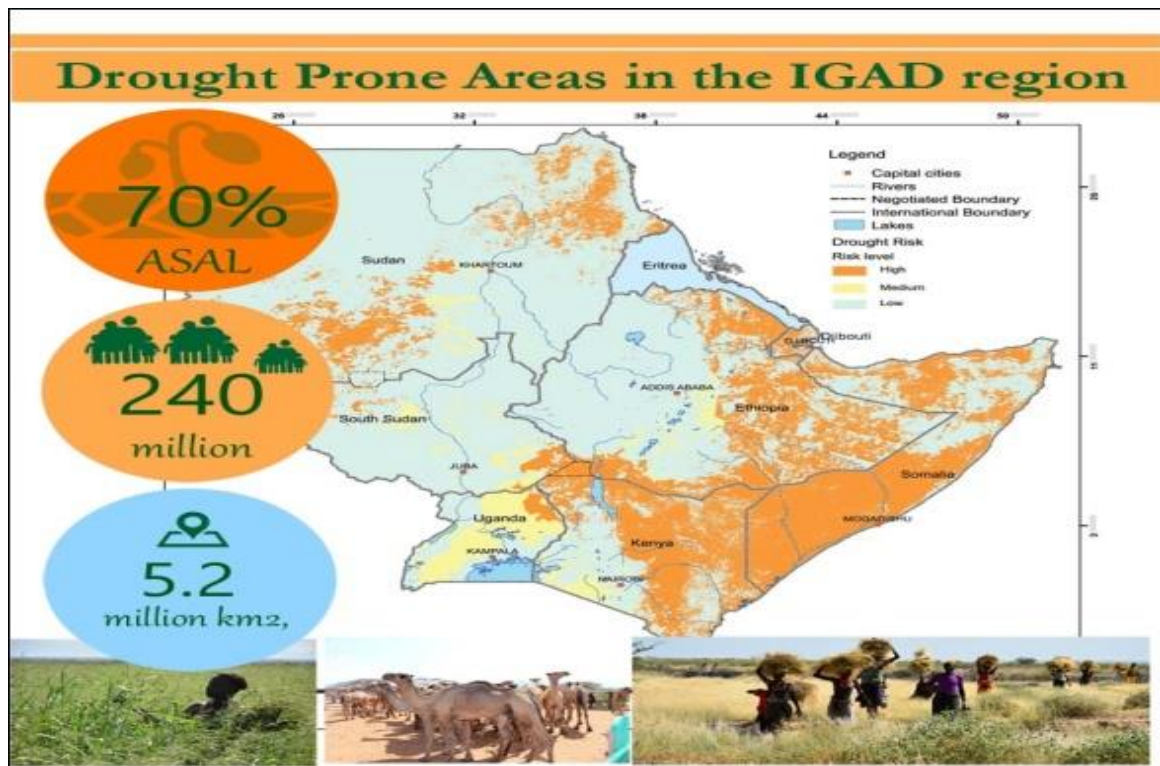 Drought Prone Areas in the IGAD region
26
32
38
44
50
70%
ASAL
240
million
5.2
million km2,
Legend
Capital cities
Rivers
Negotiated Boundary
International Boundary
Lakes
Drought Risk
Risk level
High
Medium
Low
Sudan
KHARTOUM
Eritrea
Djibouti
DJIBOUTI
ADDIS ABABA
Ethiopia
South Sudan
JUBA
Somalia
MOGADISHU
Uganda
KAMPALA
Kenya
NAIROBI